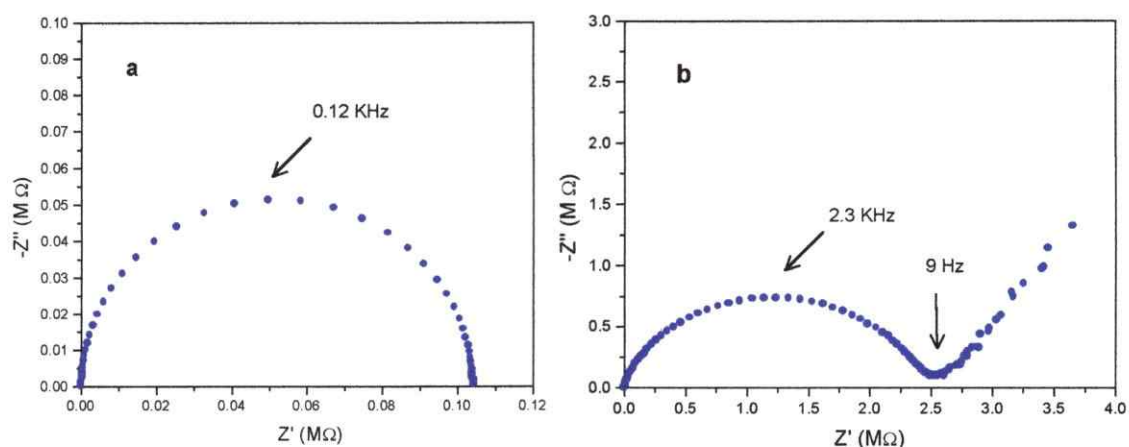 a
0.12 KHz
0.10
0.09
0.08
0.07
0.06
0.05
0.04
0.03
0.02
0.01
0.00
-Z'' (M Ω)
0.00 0.02 0.04 0.06 0.08 0.10 0.12
Z' (MΩ)
b
2.3 KHz
9 Hz
3.0
2.5
2.0
1.5
1.0
0.5
0.0
-Z'' (M Ω)
0.0 0.5 1.0 1.5 2.0 2.5 3.0 3.5 4.0
Z' (MΩ)